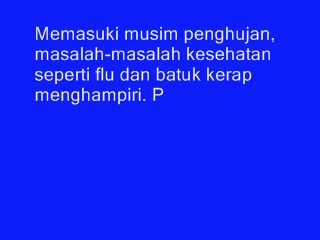 Memasuki musim penghujan,
masalah-masalah kesehatan
seperti flu dan batuk kerap
menghampiri. P